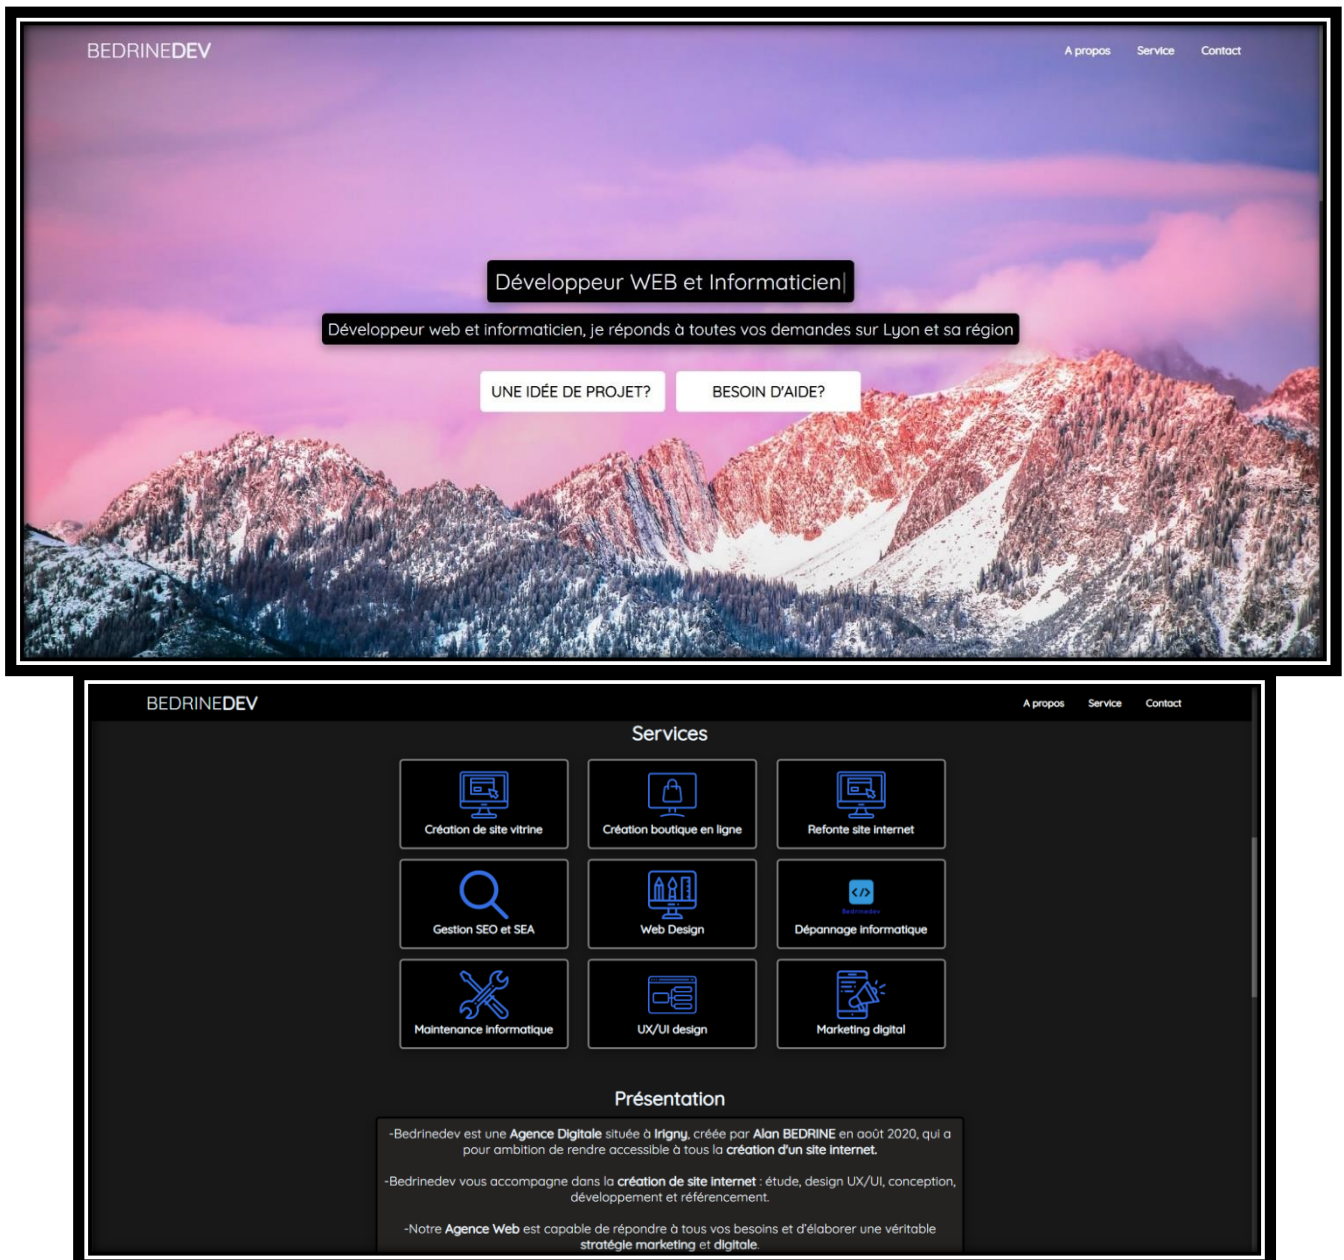 BEDRINEDEV
A propos Service Contact
Développeur WEB et Informaticien
Développeur web et informaticien, je réponds à toutes vos demandes sur Lyon et sa région
UNE IDÉE DE PROJET? BESOIN D'AIDE?
BEDRINEDEV
A propos Service Contact
Services
Création de site vitrine
Création boutique en ligne
Refonte site internet
Gestion SEO et SEA
Web Design
Bedrinedev
Dépannage informatique
Maintenance informatique
UX/UI design
Marketing digital
Présentation
-Bedrinedev est une Agence Digitale située à Irigny, créée par Alan BEDRINE en août 2020, qui a
pour ambition de rendre accessible à tous la création d'un site internet.
-Bedrinedev vous accompagne dans la création de site internet : étude, design UX/UI, conception,
développement et référencement.
-Notre Agence Web est capable de répondre à tous vos besoins et d'élaborer une véritable
stratégie marketing et digitale.